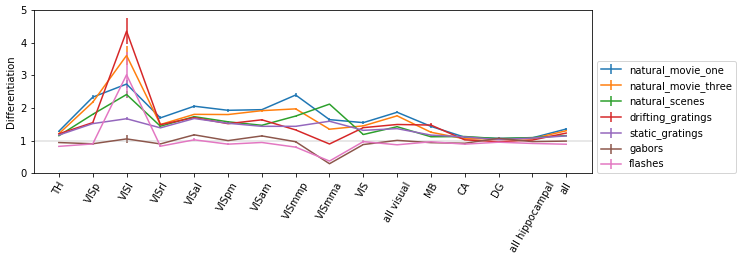 5
4
3
2
1
0
Differentiation
TH
VISp
VISl
VISrl
VISal
VISpm
VISam
VISmmp
VISmma
VIS
all visual
MB
CA
DG
all hippocampal
all
natural_movie_one
natural_movie_three
natural_scenes
drifting_gratings
static_gratings
gabors
flashes